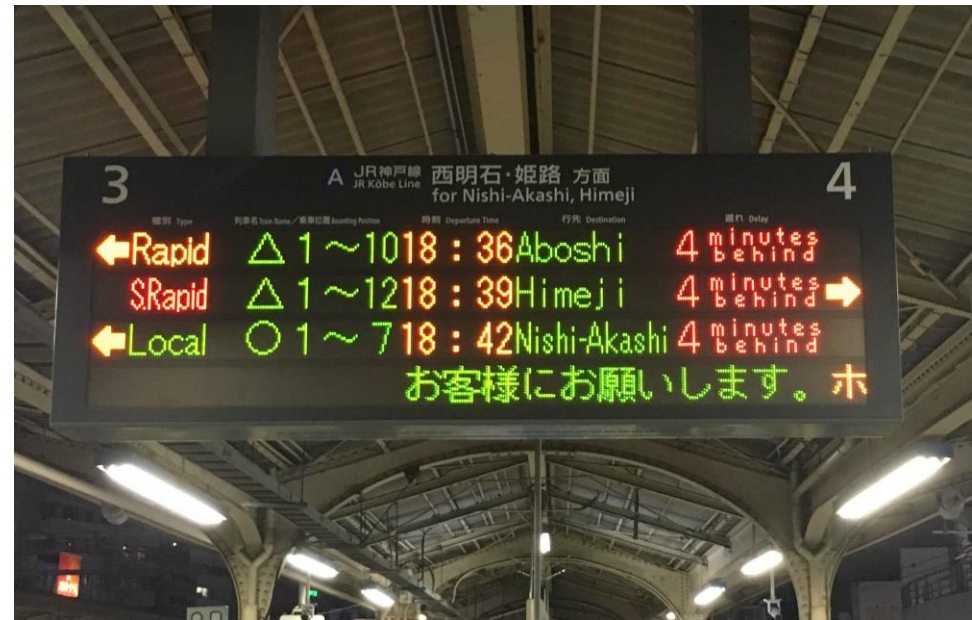 3 A JR神戸線 JR Kōbe Line 西明石・姫路 方面 for Nishi-Akashi, Himeji 4
種別 Type 列車名 Train Name／乗車位置 Boarding Position 時刻 Departure Time 行先 Destination 遅れ Delay
←Rapid △1～10 18:36 Aboshi 4 minutes behind
S.Rapid △1～12 18:39 Himeji 4 minutes behind→
←Local ○1～7 18:42 Nishi-Akashi 4 minutes behind
お客様にお願いします。ホ